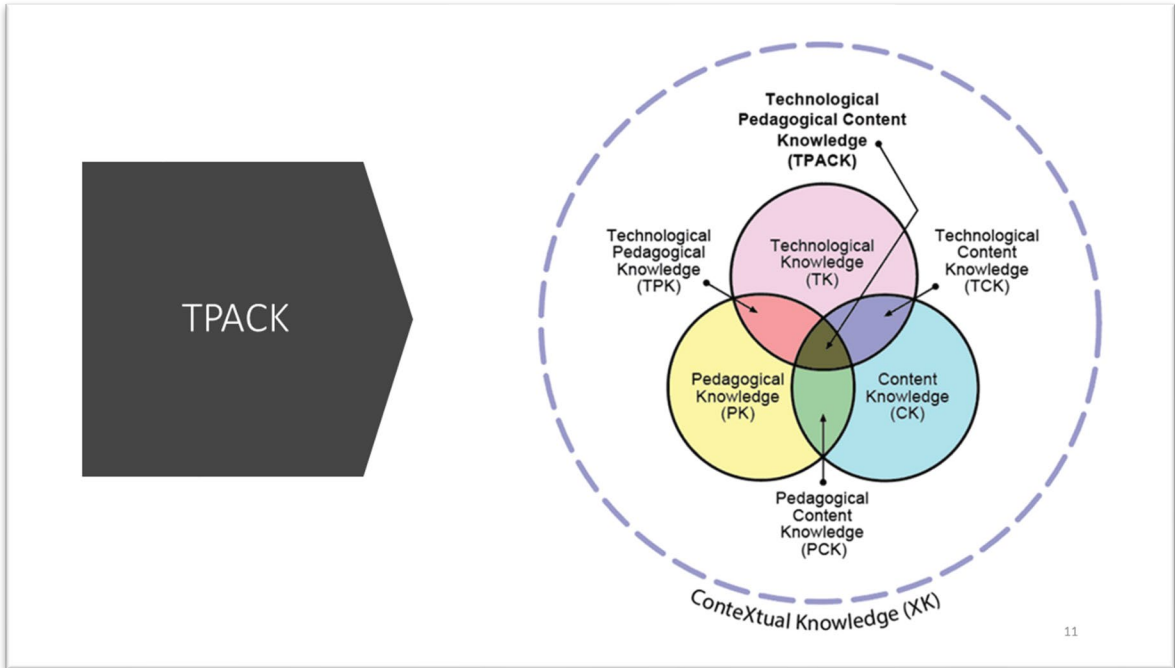 TPACK
Technological
Pedagogical Content
Knowledge
(TPACK)
Technological
Pedagogical
Knowledge
(TPK)
Technological
Knowledge
(TK)
Technological
Content
Knowledge
(TCK)
Pedagogical
Knowledge
(PK)
Content
Knowledge
(CK)
Pedagogical
Content
Knowledge
(PCK)
ConteXtual Knowledge (XK)
11